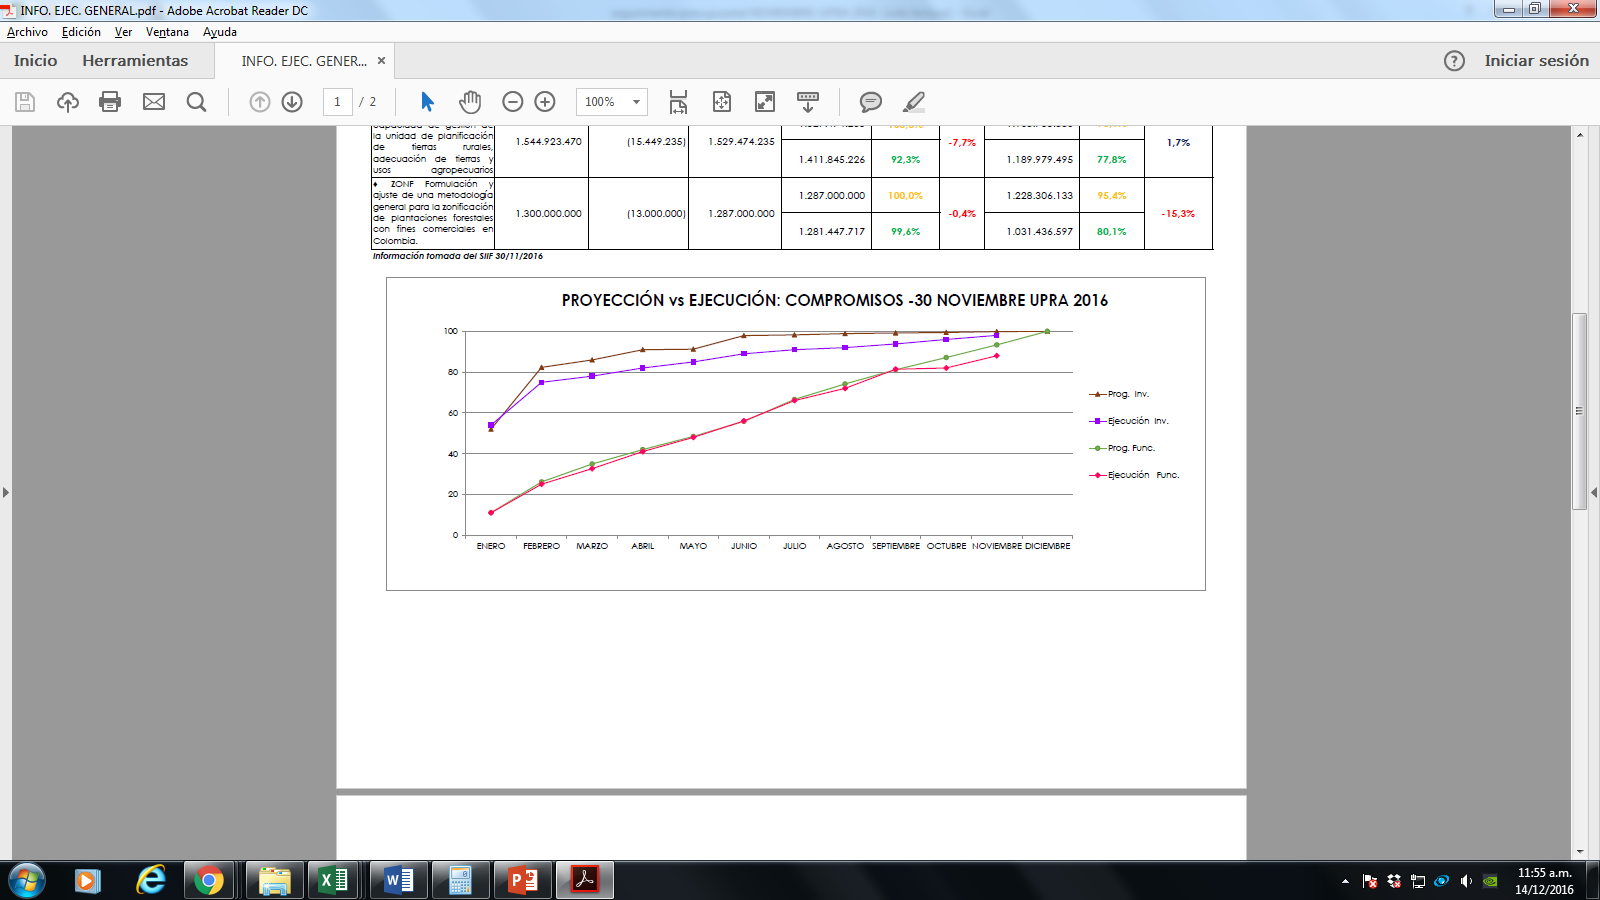 INFO. EJEC. GENERAL.pdf - Adobe Acrobat Reader DC
Archivo Edición Ver Ventana Ayuda
Inicio Herramientas INFO. EJEC. GENER... × ? Iniciar sesión
1 / 2 100%
la unidad de planificación
de tierras rurales,
adecuación de tierras y
usos agropecuarios
1.544.923.470 (15.449.235) 1.529.474.235 -7,7% 1,7%
1.411.845.226 92,3% 1.189.979.495 77,8%
♦ ZONF Formulación y
ajuste de una metodología
general para la zonificación
de plantaciones forestales
con fines comerciales en
Colombia.
1.300.000.000 (13.000.000) 1.287.000.000 1.287.000.000 100,0% -0,4% 1.228.306.133 95,4% -15,3%
1.281.447.717 99,6% 1.031.436.597 80,1%
Información tomada del SIIF 30/11/2016
PROYECCIÓN vs EJECUCIÓN: COMPROMISOS -30 NOVIEMBRE UPRA 2016
100
80
60
40
20
0
ENERO FEBRERO MARZO ABRIL MAYO JUNIO JULIO AGOSTO SEPTIEMBRE OCTUBRE NOVIEMBRE DICIEMBRE
Prog. Inv.
Ejecución Inv.
Prog. Func.
Ejecución Func.
11:55 a.m.
14/12/2016